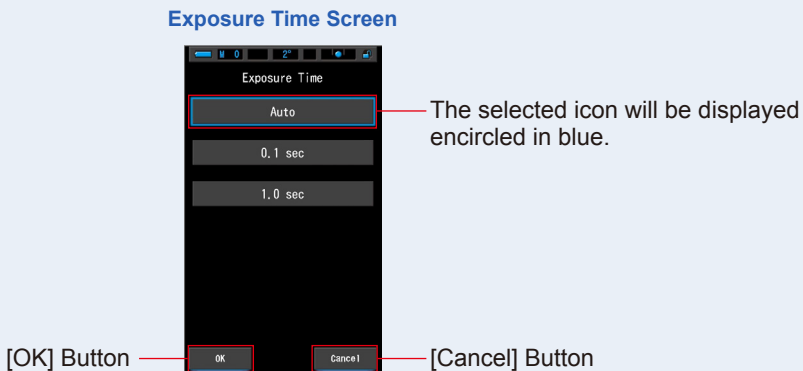 Exposure Time Screen
M 0 2°
Exposure Time
Auto
The selected icon will be displayed
encircled in blue.
0.1 sec
1.0 sec
[OK] Button
OK
Cancel
[Cancel] Button